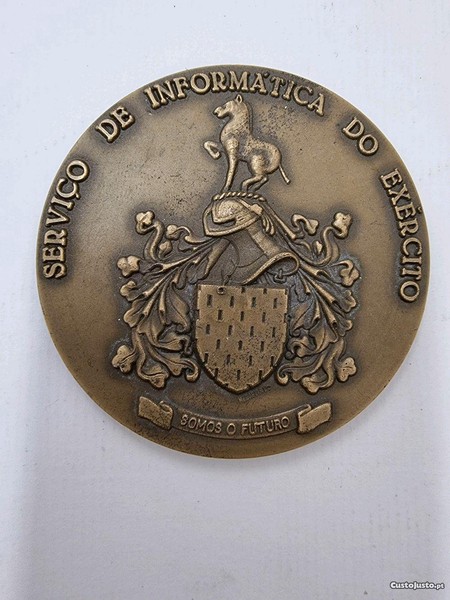 SERVIÇO DE INFORMÁTICA DO EXÉRCITO
SOMOS O FUTURO
CustoJusto.pt